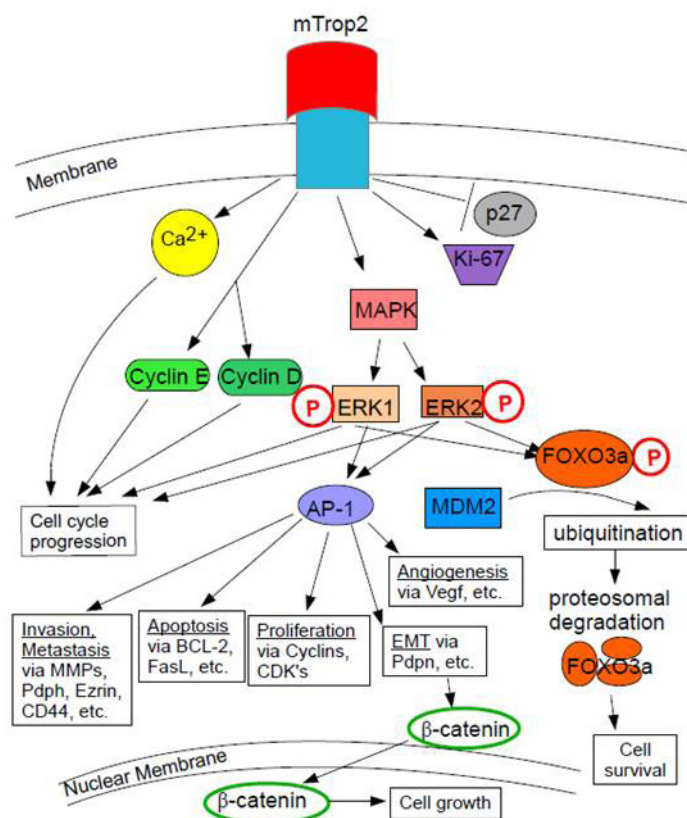 mTrop2
Membrane
Ca2+
p27
Ki-67
MAPK
Cyclin E
Cyclin D
P
ERK1
ERK2
P
FOXO3a
P
Cell cycle
progression
AP-1
MDM2
ubiquitination
Angiogenesis
via Vegf, etc.
Invasion,
Metastasis
via MMPs,
Pdph, Ezrin,
CD44, etc.
Apoptosis
via BCL-2,
FasL, etc.
Proliferation
via Cyclins,
CDK's
EMT via
Pdpn, etc.
proteosomal
degradation
FOXO3a
β-catenin
Cell
survival
Nuclear Membrane
β-catenin
Cell growth